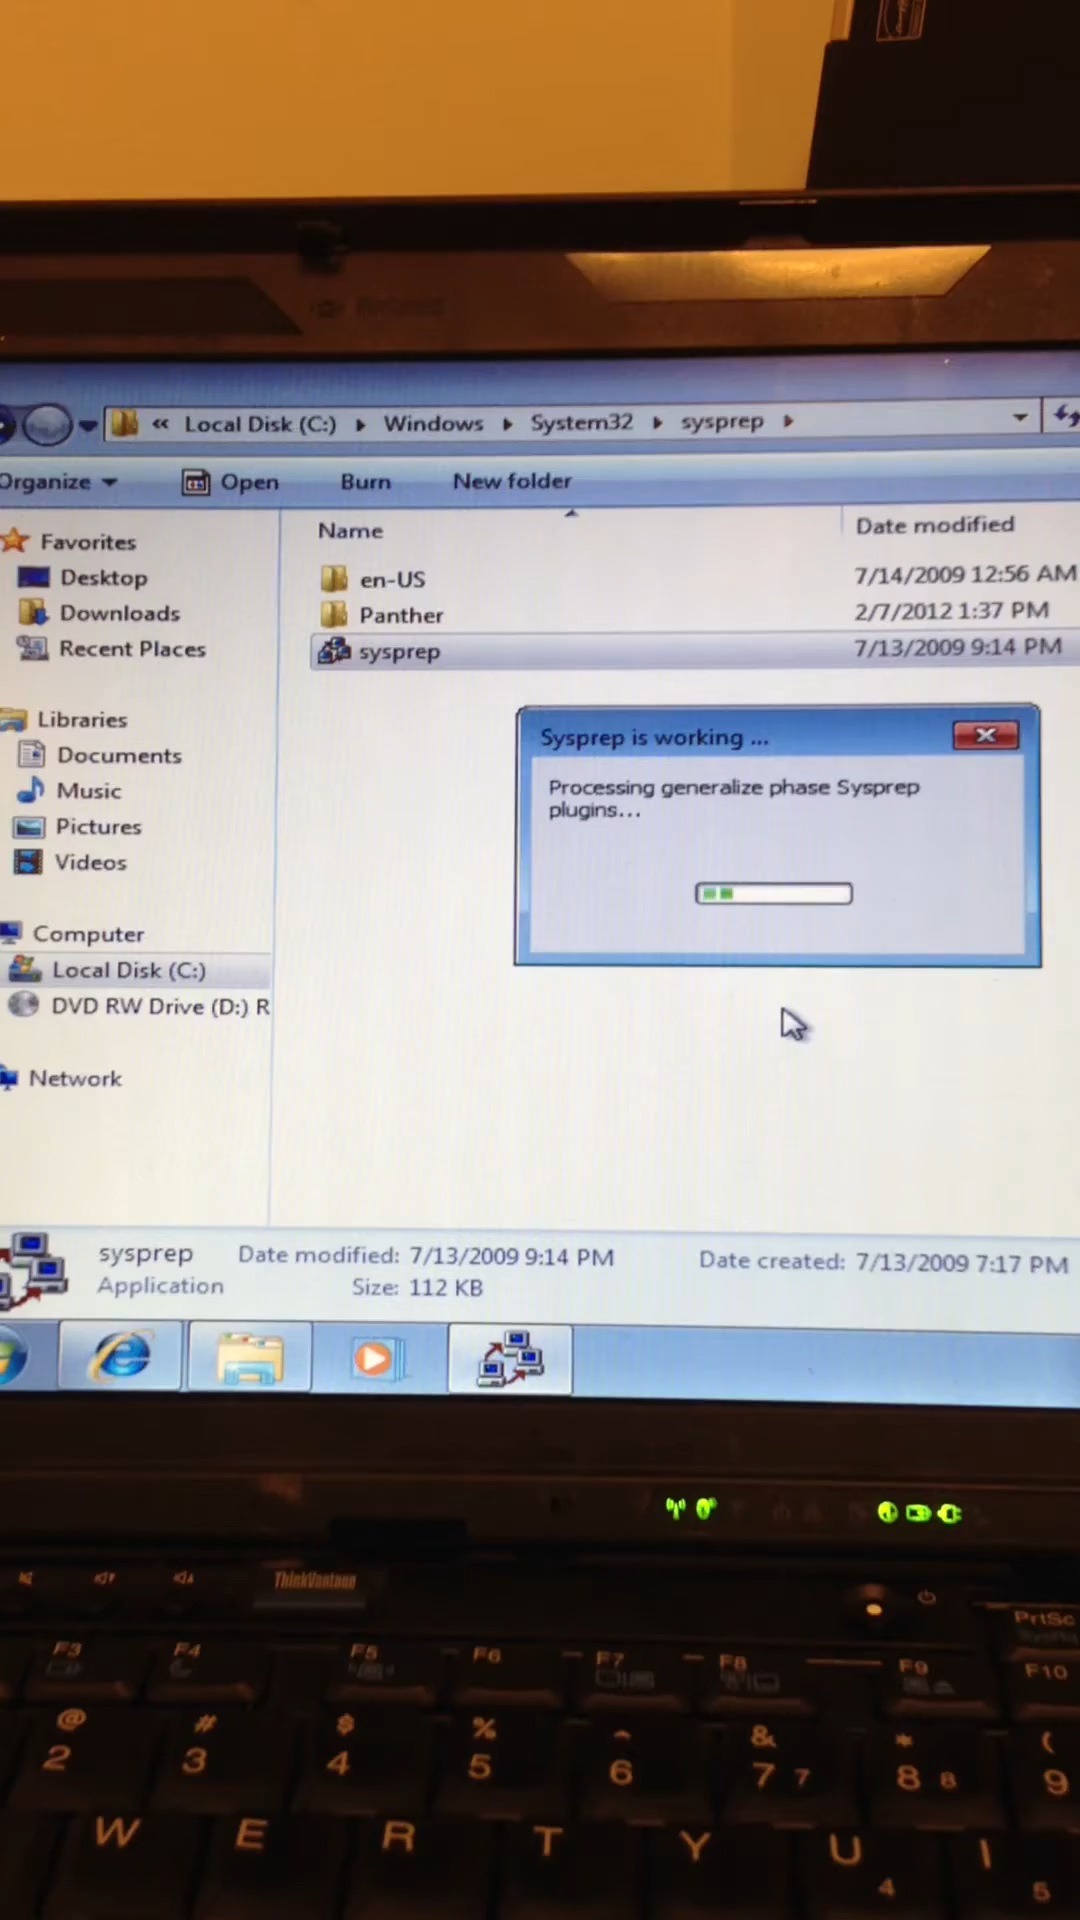 « Local Disk (C:) Windows System32 sysprep
Organize Open Burn New folder
Name Date modified
Favorites
Desktop
Downloads
Recent Places
Libraries
Documents
Music
Pictures
Videos
Computer
Local Disk (C:)
DVD RW Drive (D:) R
Network
en-US 7/14/2009 12:56 AM
Panther 2/7/2012 1:37 PM
sysprep 7/13/2009 9:14 PM
Sysprep is working ...
Processing generalize phase Sysprep
plugins...
sysprep Date modified: 7/13/2009 9:14 PM Date created: 7/13/2009 7:17 PM
Application Size: 112 KB
ThinkVantage
PrtSc
F3 F4 F5 F6 F7 F8 F9 F10
@ # $ % ^ & * (
2 3 4 5 6 7 7 8 8 9
W E R T Y U I
4 5